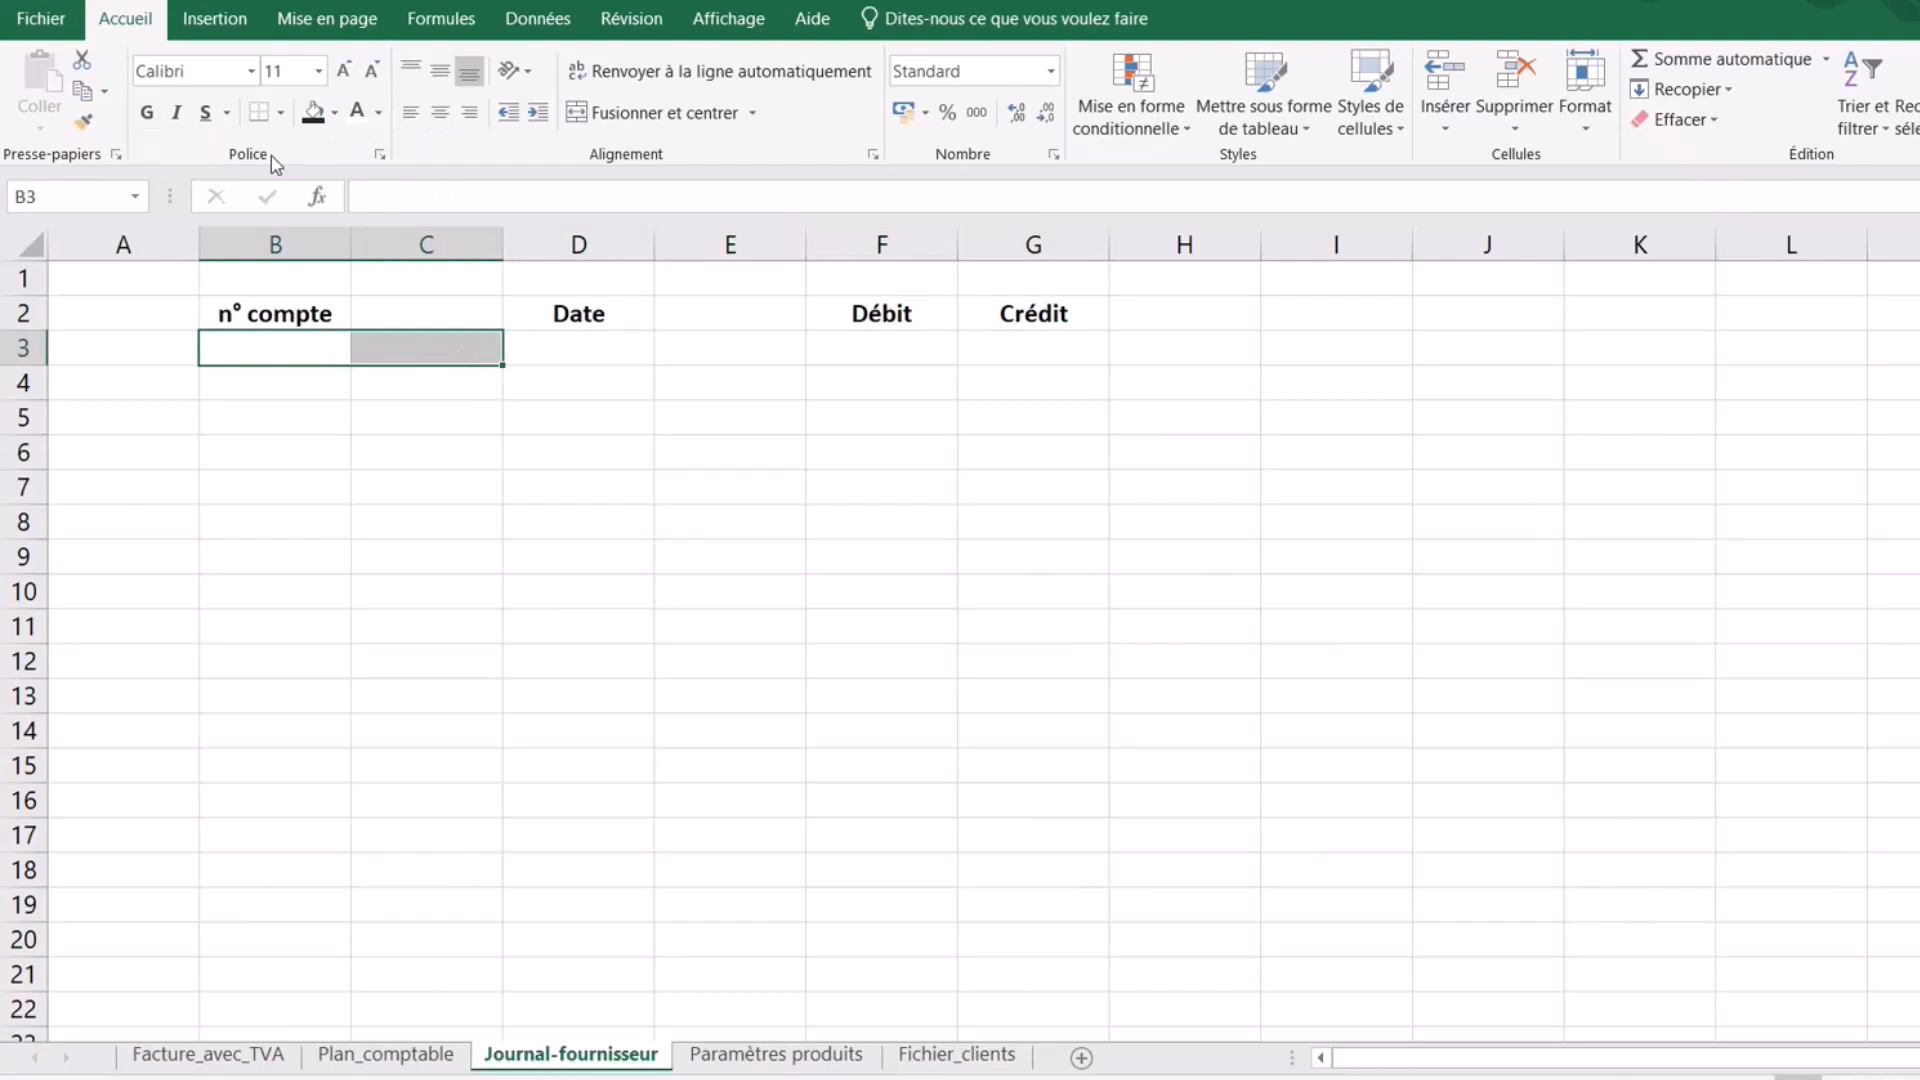 Fichier Accueil Insertion Mise en page Formules Données Révision Affichage Aide Dites-nous ce que vous voulez faire
Coller
Presse-papiers
Calibri 11
G I S A
Police
Renvoyer à la ligne automatiquement
Fusionner et centrer
Alignement
Standard
% 000
Nombre
Mise en forme
conditionnelle
Mettre sous forme
de tableau
Styles de
cellules
Styles
Insérer Supprimer Format
Cellules
Somme automatique
Recopier
Effacer
Trier et
filtrer
Édition
B3
fx
A B C D E F G H I J K L
1
2 n° compte Date Débit Crédit
3
4
5
6
7
8
9
10
11
12
13
14
15
16
17
18
19
20
21
22
Facture_avec_TVA Plan_comptable Journal-fournisseur Paramètres produits Fichier_clients